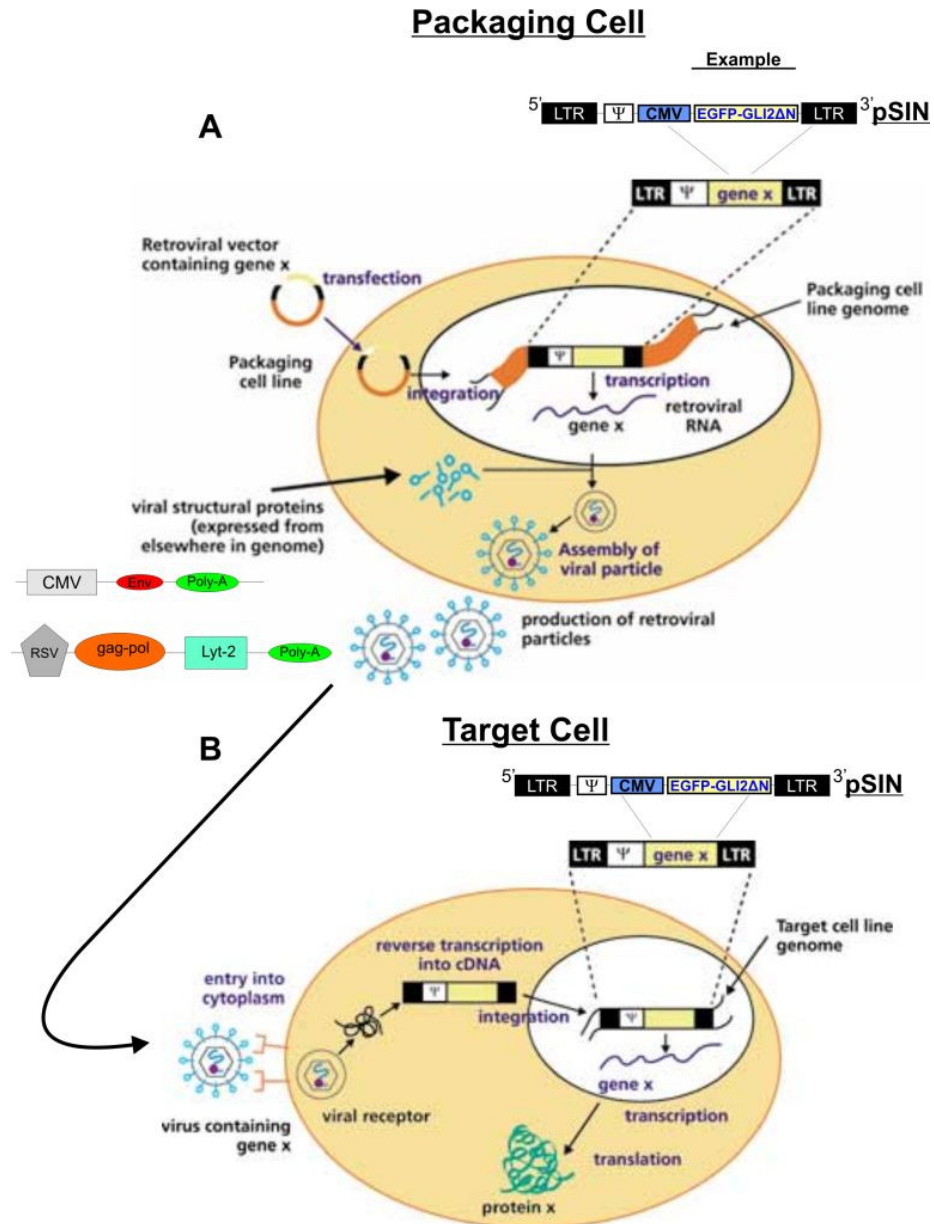 Packaging Cell
Example
5' LTR Ψ CMV EGFP-GLI2ΔN LTR 3' pSIN
A
LTR Ψ gene x LTR
Retroviral vector
containing gene x
transfection
Packaging cell
line genome
Packaging
cell line
Ψ
integration
transcription
gene x
retroviral
RNA
viral structural proteins
(expressed from
elsewhere in genome)
Assembly of
viral particle
CMV Env Poly-A
production of retroviral
particles
RSV gag-pol Lyt-2 Poly-A
Target Cell
B
5' LTR Ψ CMV EGFP-GLI2ΔN LTR 3' pSIN
LTR Ψ gene x LTR
Target cell line
genome
reverse transcription
into cDNA
entry into
cytoplasm
Ψ
integration
Ψ
gene x
viral receptor
transcription
virus containing
gene x
translation
protein x